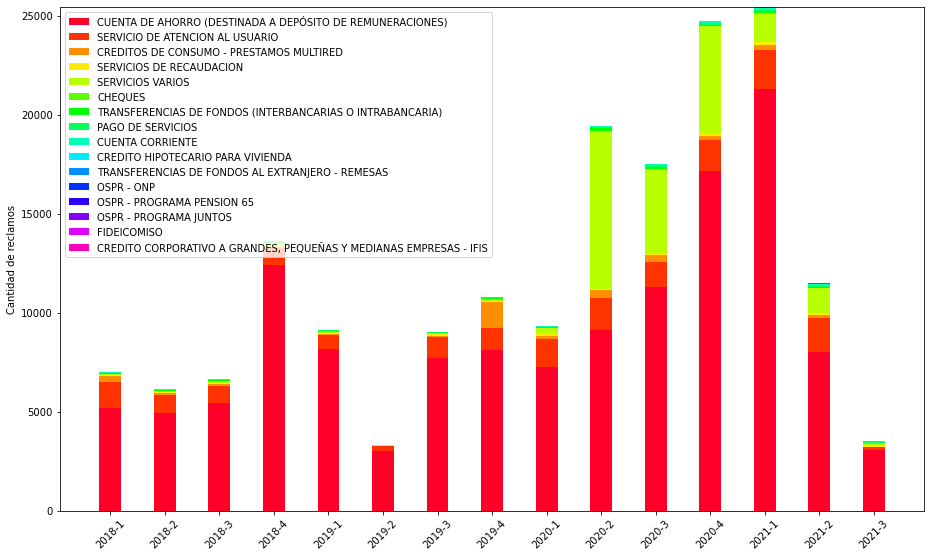 CUENTA DE AHORRO (DESTINADA A DEPÓSITO DE REMUNERACIONES)
SERVICIO DE ATENCION AL USUARIO
CREDITOS DE CONSUMO - PRESTAMOS MULTIRED
SERVICIOS DE RECAUDACION
SERVICIOS VARIOS
CHEQUES
TRANSFERENCIAS DE FONDOS (INTERBANCARIAS O INTRABANCARIA)
PAGO DE SERVICIOS
CUENTA CORRIENTE
CREDITO HIPOTECARIO PARA VIVIENDA
TRANSFERENCIAS DE FONDOS AL EXTRANJERO - REMESAS
OSPR - ONP
OSPR - PROGRAMA PENSION 65
OSPR - PROGRAMA JUNTOS
FIDEICOMISO
CREDITO CORPORATIVO A GRANDES, PEQUEÑAS Y MEDIANAS EMPRESAS - IFIS
Cantidad de reclamos
25000
20000
15000
10000
5000
0
2018-1
2018-2
2018-3
2018-4
2019-1
2019-2
2019-3
2019-4
2020-1
2020-2
2020-3
2020-4
2021-1
2021-2
2021-3